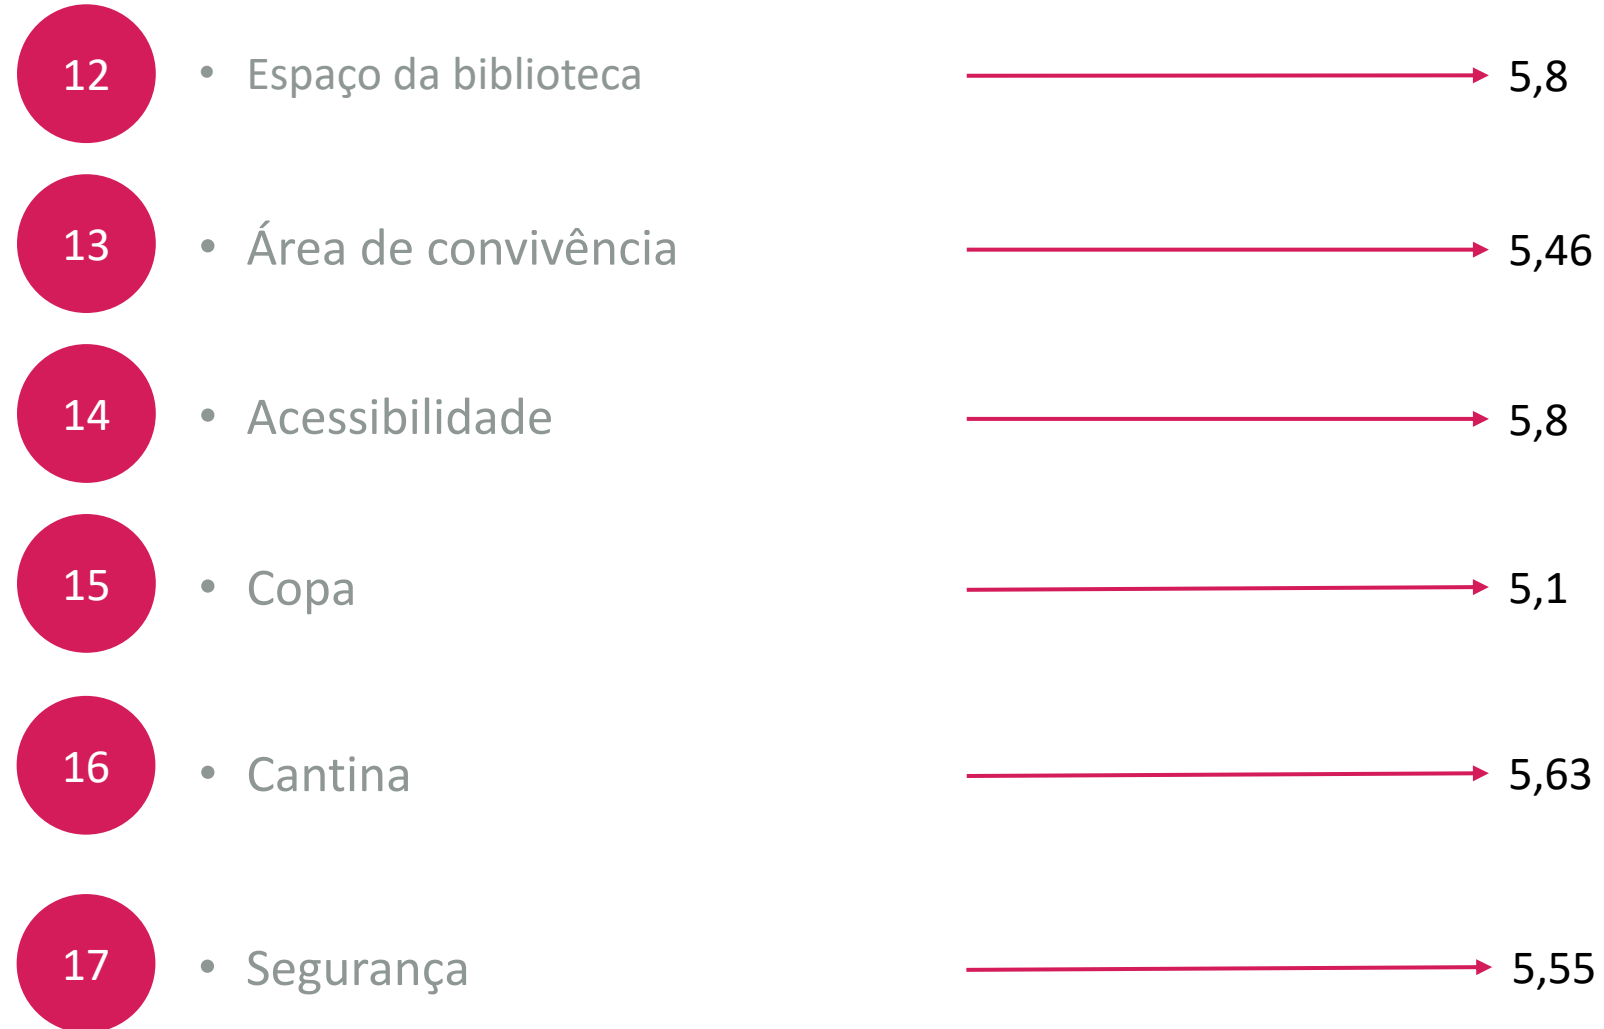 12 • Espaço da biblioteca 5,8
13 • Área de convivência 5,46
14 • Acessibilidade 5,8
15 • Copa 5,1
16 • Cantina 5,63
17 • Segurança 5,55